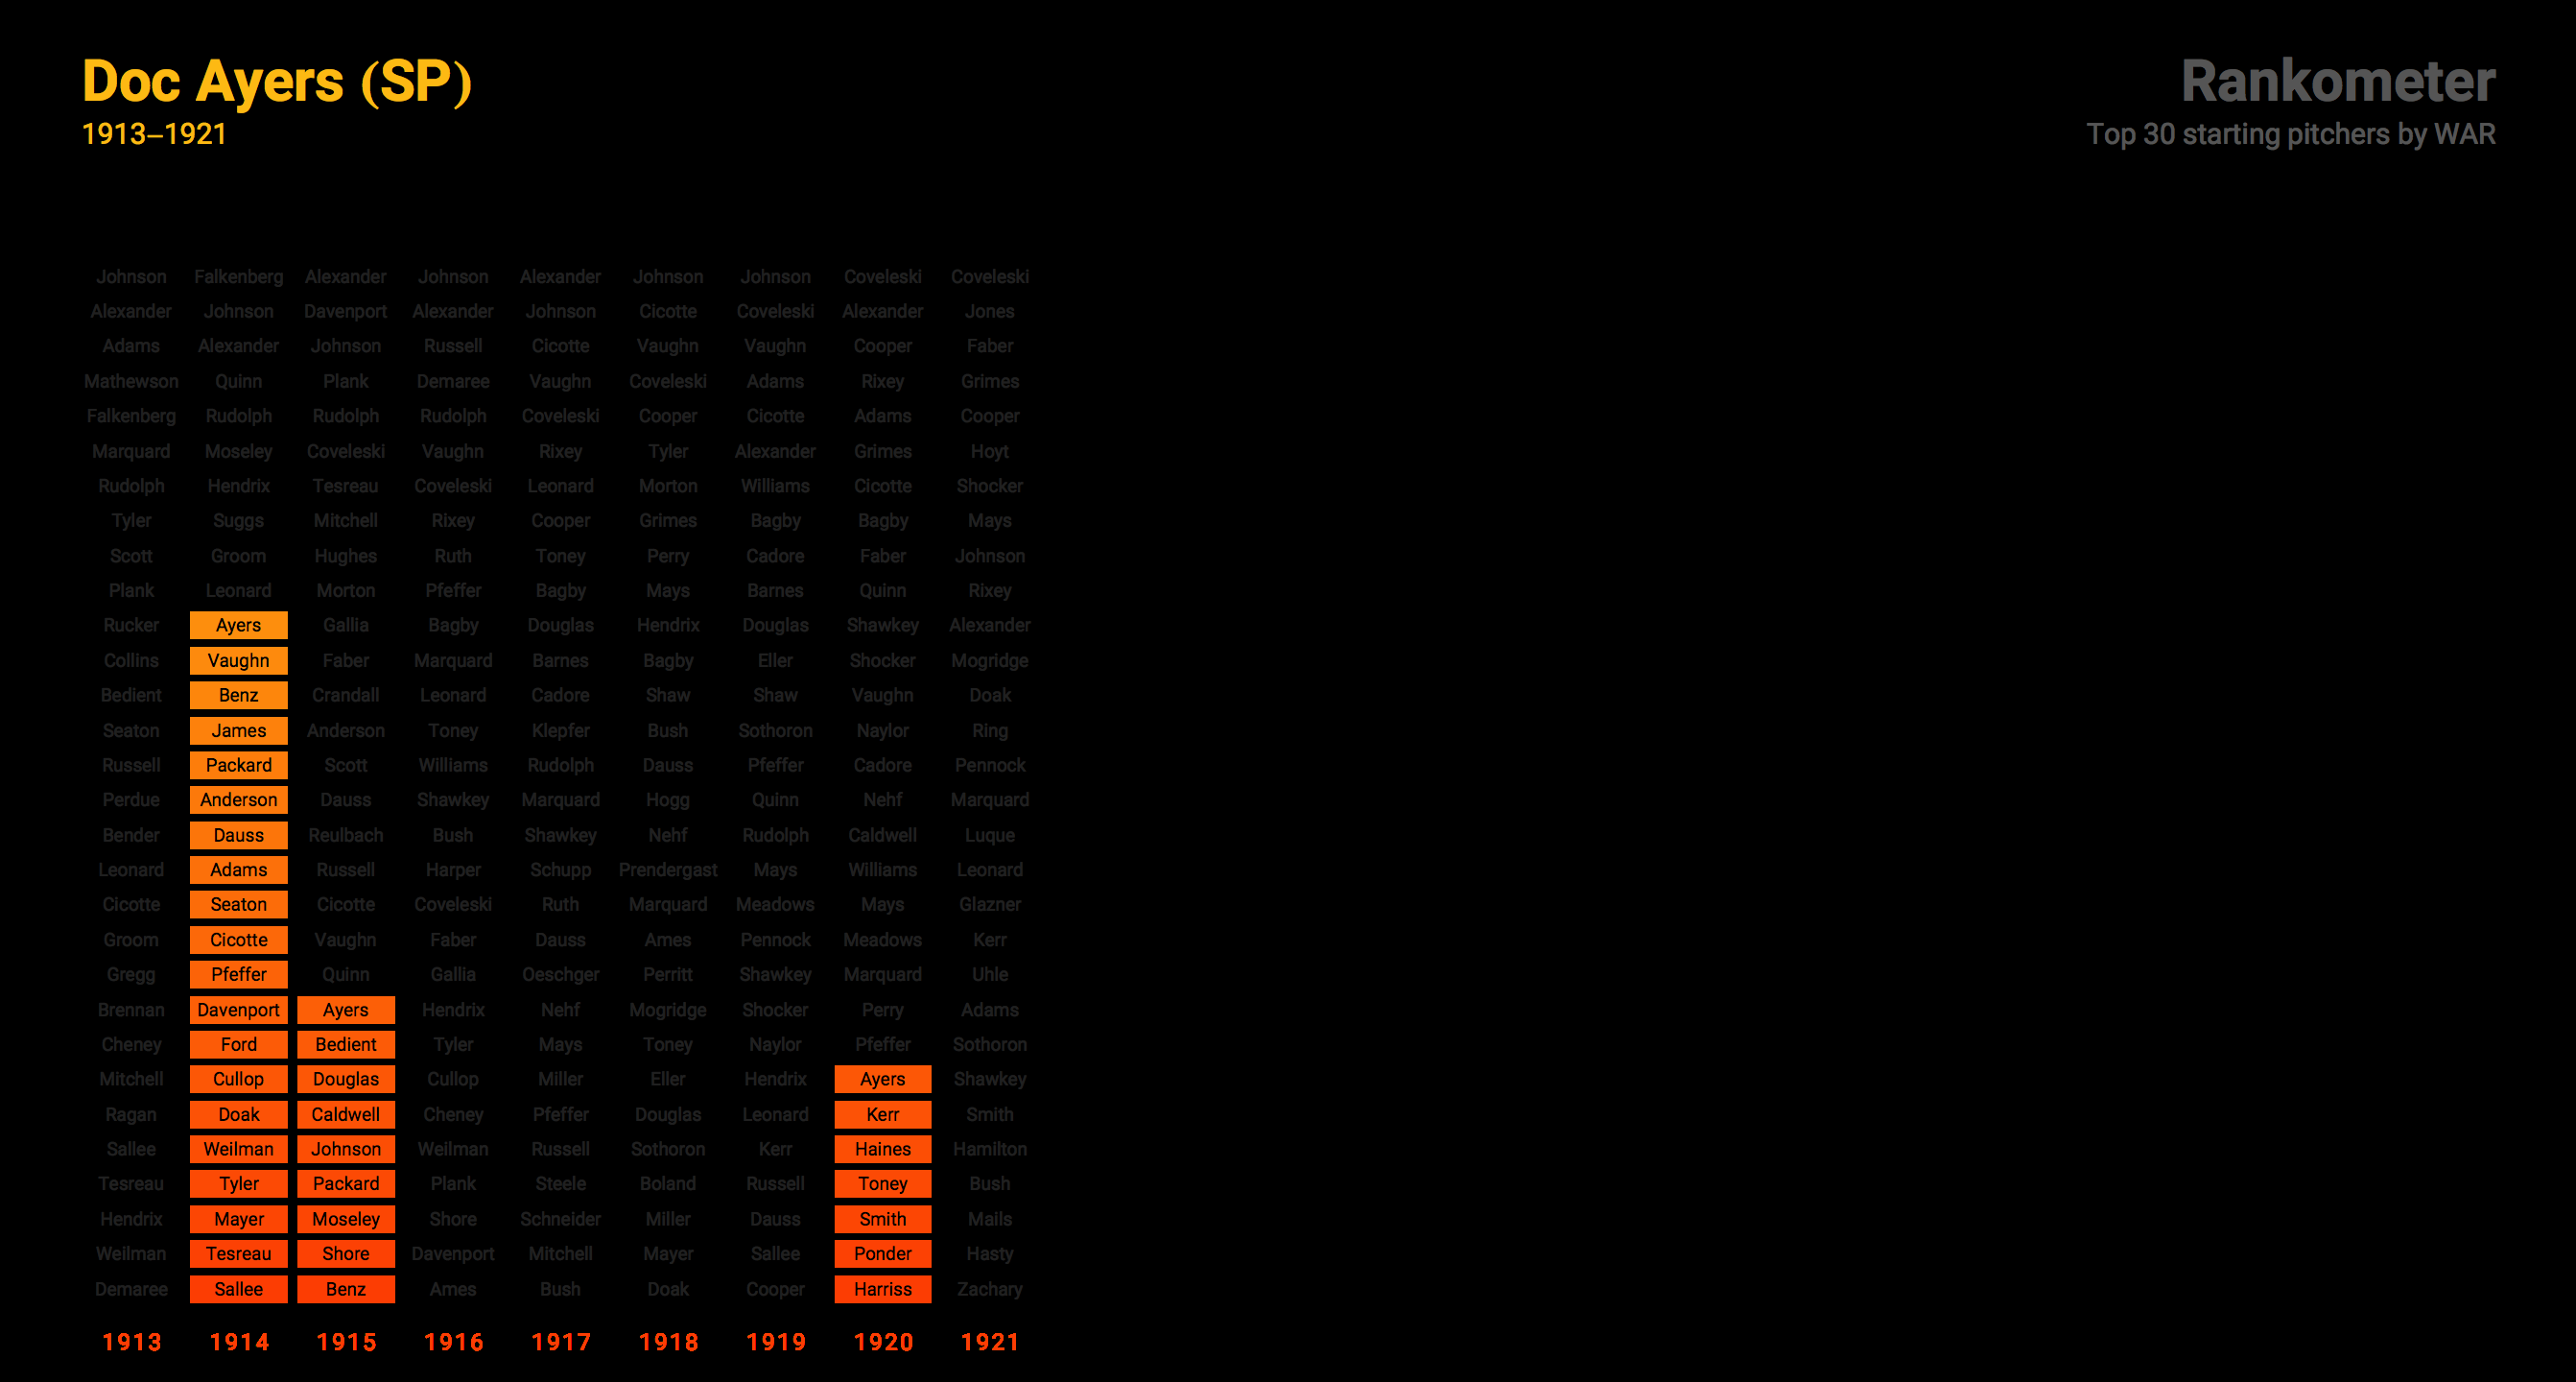 Doc Ayers (SP)
1913–1921
Rankometer
Top 30 starting pitchers by WAR
Johnson Falkenberg Alexander Johnson Alexander Johnson Johnson Coveleski Coveleski
Alexander Johnson Davenport Alexander Johnson Cicotte Coveleski Alexander Jones
Adams Alexander Johnson Russell Cicotte Vaughn Vaughn Cooper Faber
Mathewson Quinn Plank Demaree Vaughn Coveleski Adams Rixey Grimes
Falkenberg Rudolph Rudolph Rudolph Coveleski Cooper Cicotte Adams Cooper
Marquard Moseley Coveleski Vaughn Rixey Tyler Alexander Grimes Hoyt
Rudolph Hendrix Tesreau Coveleski Leonard Morton Williams Cicotte Shocker
Tyler Suggs Mitchell Rixey Cooper Grimes Bagby Bagby Mays
Scott Groom Hughes Ruth Toney Perry Cadore Faber Johnson
Plank Leonard Morton Pfeffer Bagby Mays Barnes Quinn Rixey
Rucker Ayers Gallia Bagby Douglas Hendrix Douglas Shawkey Alexander
Collins Vaughn Faber Marquard Barnes Bagby Eller Shocker Mogridge
Bedient Benz Crandall Leonard Cadore Shaw Shaw Vaughn Doak
Seaton James Anderson Toney Klepfer Bush Sothoron Naylor Ring
Russell Packard Scott Williams Rudolph Dauss Pfeffer Cadore Pennock
Perdue Anderson Dauss Shawkey Marquard Hogg Quinn Nehf Marquard
Bender Dauss Reulbach Bush Shawkey Nehf Rudolph Caldwell Luque
Leonard Adams Russell Harper Schupp Prendergast Mays Williams Leonard
Cicotte Seaton Cicotte Coveleski Ruth Marquard Meadows Mays Glazner
Groom Cicotte Vaughn Faber Dauss Ames Pennock Meadows Kerr
Gregg Pfeffer Quinn Gallia Oeschger Perritt Shawkey Marquard Uhle
Brennan Davenport Ayers Hendrix Nehf Mogridge Shocker Perry Adams
Cheney Ford Bedient Tyler Mays Toney Naylor Pfeffer Sothoron
Mitchell Cullop Douglas Cullop Miller Eller Hendrix Ayers Shawkey
Ragan Doak Caldwell Cheney Pfeffer Douglas Leonard Kerr Smith
Sallee Weilman Johnson Weilman Russell Sothoron Kerr Haines Hamilton
Tesreau Tyler Packard Plank Steele Boland Russell Toney Bush
Hendrix Mayer Moseley Shore Schneider Miller Dauss Smith Mails
Weilman Tesreau Shore Davenport Mitchell Mayer Sallee Ponder Hasty
Demaree Sallee Benz Ames Bush Doak Cooper Harriss Zachary
1913 1914 1915 1916 1917 1918 1919 1920 1921